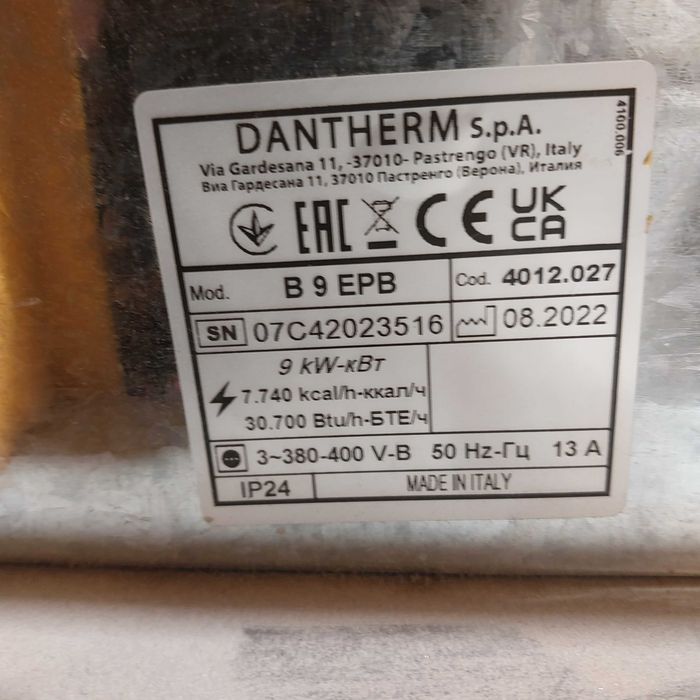 DANTHERM S.p.A.
4100.006
Via Gardesana 11, -37010- Pastrengo (VR), Italy
Виа Гардесана 11, 37010 Пастренго (Верона), Италия
EAC CE UK CA
Mod. B 9 EPB Cod. 4012.027
SN 07C42023516 08.2022
9 kW-кВт
7.740 kcal/h-ккал/ч
30.700 Btu/h-БТЕ/ч
3~380-400 V-В 50 Hz-Гц 13 A
IP24 MADE IN ITALY